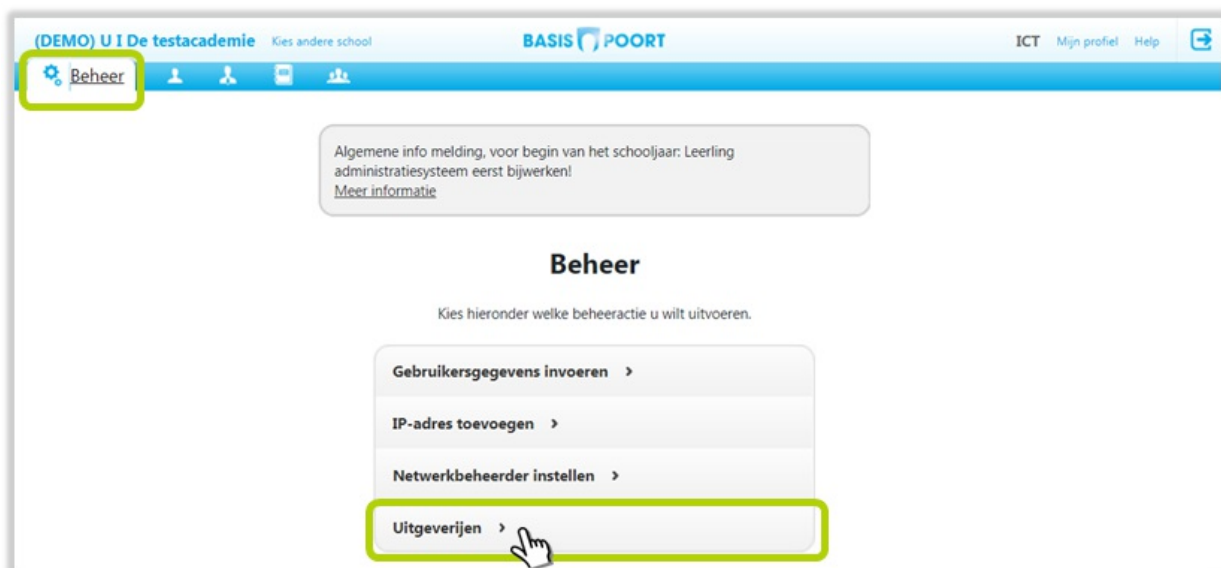 (DEMO) U I De testacademie Kies andere school BASIS POORT ICT Mijn profiel Help
Beheer
Algemene info melding, voor begin van het schooljaar: Leerling
administratiesysteem eerst bijwerken!
Meer informatie
Beheer
Kies hieronder welke beheeractie u wilt uitvoeren.
Gebruikersgegevens invoeren >
IP-adres toevoegen >
Netwerkbeheerder instellen >
Uitgeverijen >